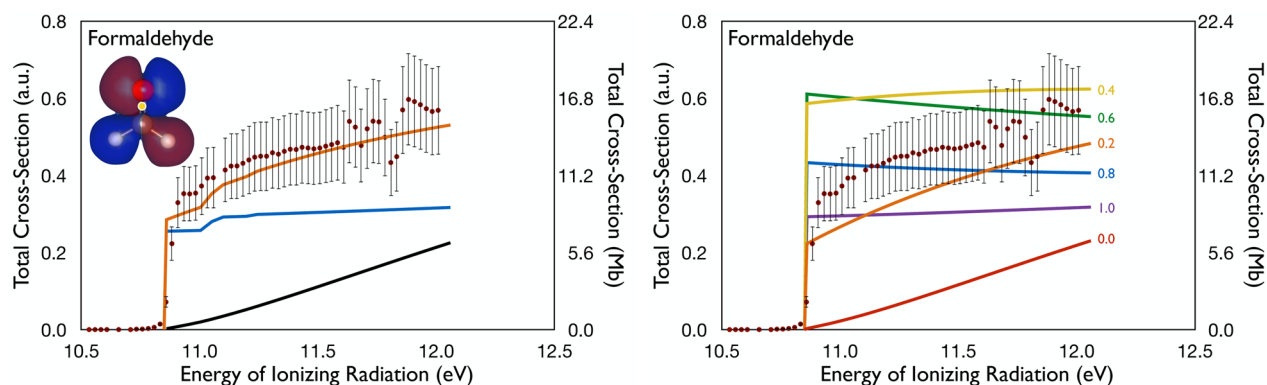 Formaldehyde
Total Cross-Section (a.u.)
0.8
0.6
0.4
0.2
0.0
22.4
16.8
11.2
5.6
0.0
Total Cross-Section (Mb)
10.5 11.0 11.5 12.0 12.5
Energy of Ionizing Radiation (eV)
Formaldehyde
Total Cross-Section (a.u.)
0.8
0.6
0.4
0.2
0.0
0.4
0.6
0.2
0.8
1.0
0.0
22.4
16.8
11.2
5.6
0.0
Total Cross-Section (Mb)
10.5 11.0 11.5 12.0 12.5
Energy of Ionizing Radiation (eV)